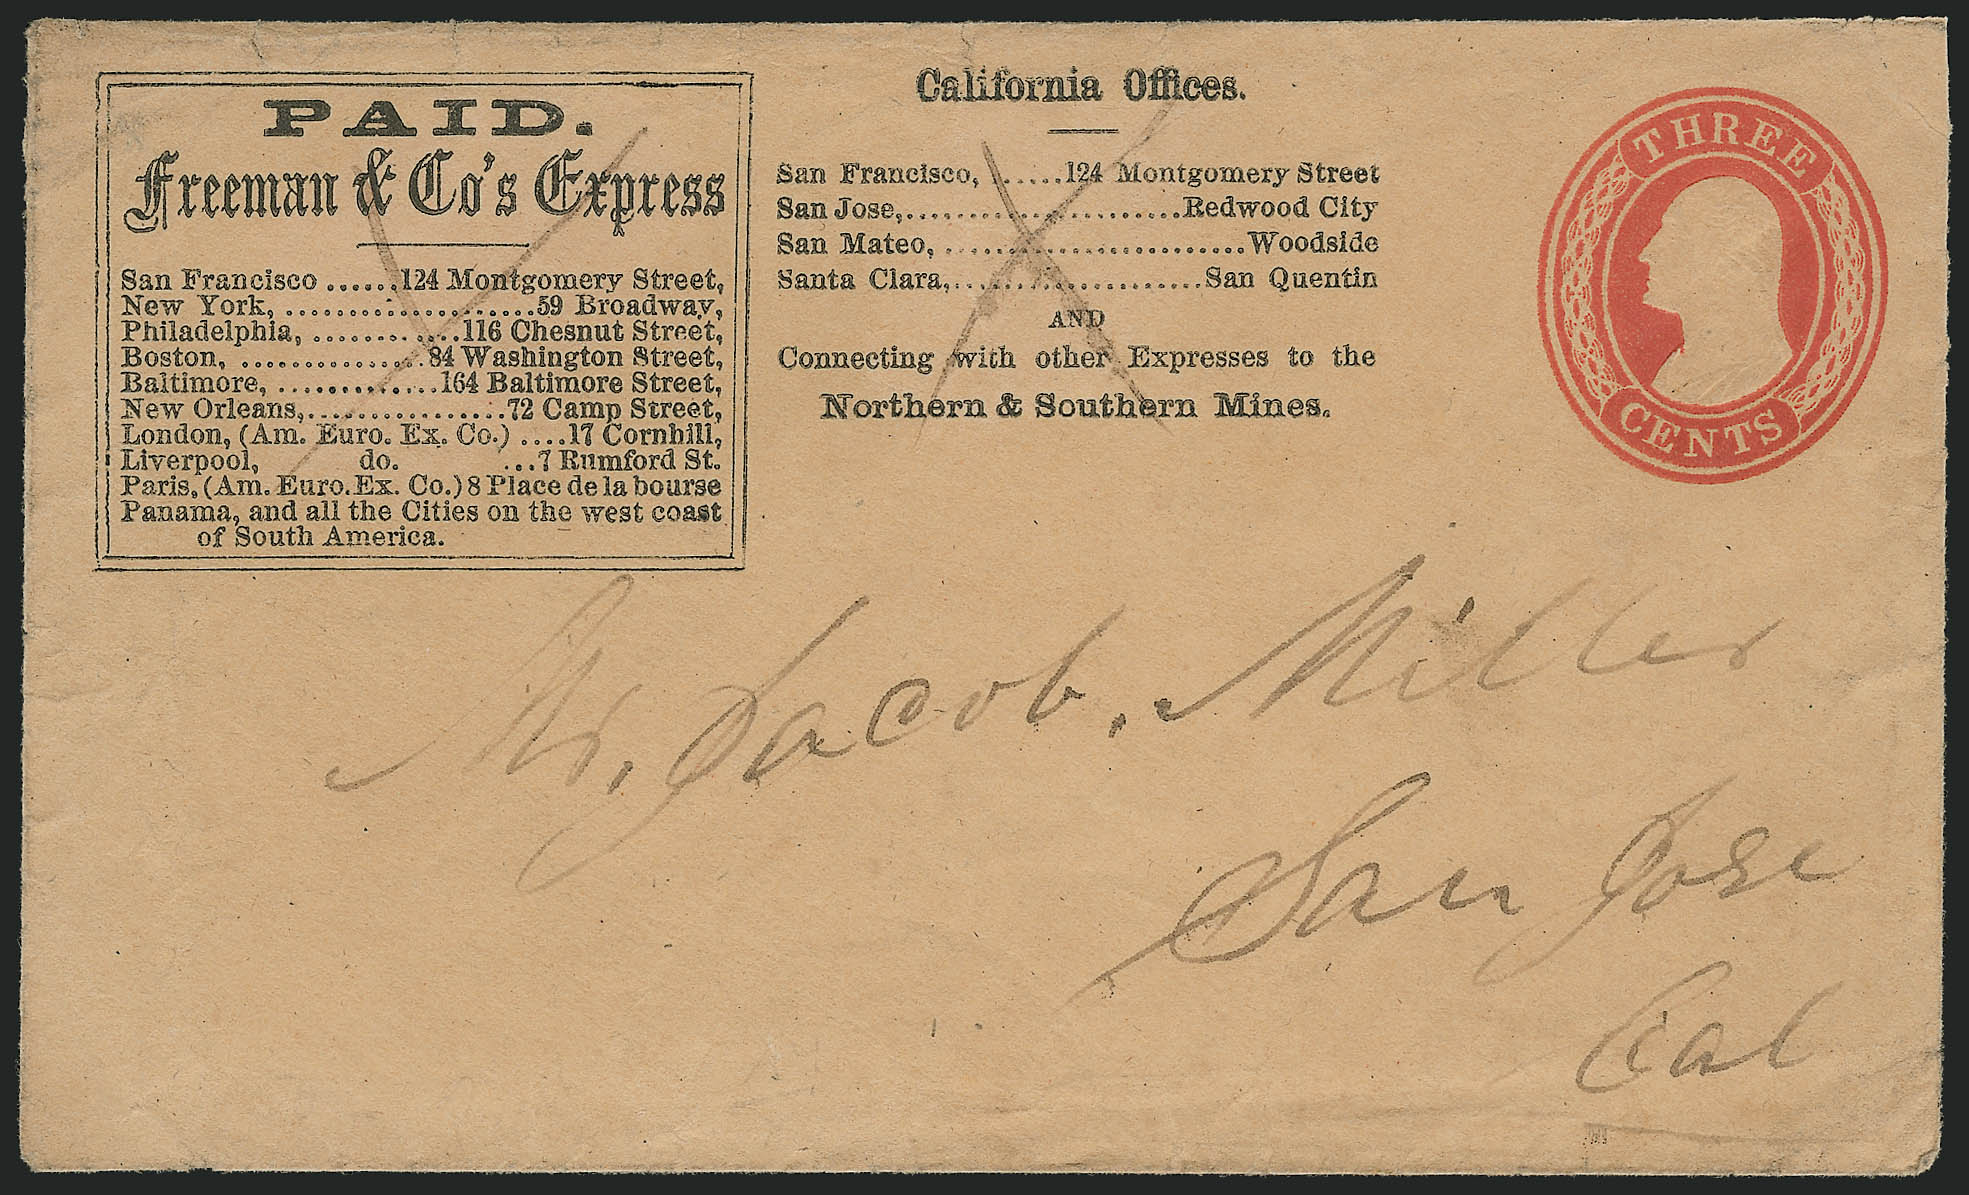 PAID.
Freeman & Co's Express
San Francisco ......124 Montgomery Street,
New York, ....................59 Broadway,
Philadelphia, ............116 Chesnut Street,
Boston, ...............84 Washington Street,
Baltimore, .............164 Baltimore Street,
New Orleans,..................72 Camp Street,
London, (Am. Euro. Ex. Co.) ....17 Cornhill,
Liverpool, do. ...7 Rumford St.
Paris, (Am. Euro. Ex. Co.) 8 Place de la bourse
Panama, and all the Cities on the west coast
of South America.
California Offices.
San Francisco, ......124 Montgomery Street
San Jose,........................Redwood City
San Mateo, ..........................Woodside
Santa Clara,......................San Quentin
AND
Connecting with other Expresses to the
Northern & Southern Mines.
THREE
CENTS
Mr. Jacob. Miller
San Jose
Cal